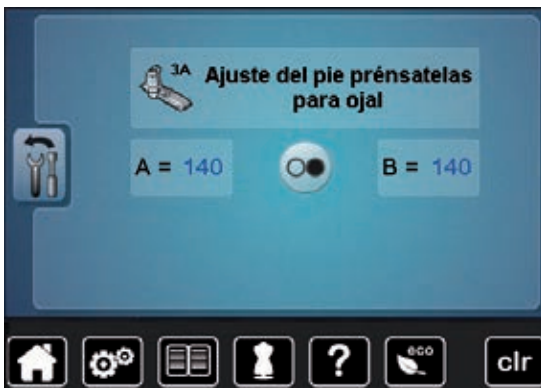 3A Ajuste del pie prénsatelas
para ojal
A = 140
B = 140
?
eco
clr